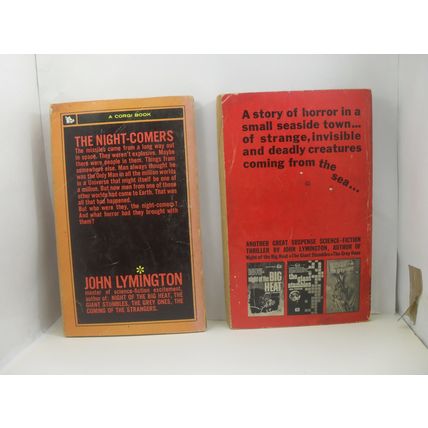 A CORGI BOOK
THE NIGHT-COMERS
The missiles came from a long way out
in space. They weren't explosive. Maybe
there were people in them. Things from
somewhere else. Man always thought he
was the Only Man in all the million worlds
in a Universe that might itself be one of
a million. But now men from one of those
other worlds had come to Earth. That was
all that had happened.
But who were they, the night-comers?
And what horror had they brought with
them?
JOHN LYMINGTON
master of science-fiction excitement,
author of: NIGHT OF THE BIG HEAT, THE
GIANT STUMBLES, THE GREY ONES, THE
COMING OF THE STRANGERS.
A story of horror in a
small seaside town...
of strange, invisible
and deadly creatures
coming from the
sea...
ANOTHER GREAT SUSPENSE SCIENCE-FICTION
THRILLER BY JOHN LYMINGTON, AUTHOR OF
Night of the Big Heat • The Giant Stumbles • The Grey Ones
night of the BIG
HEAT
the
giant
stumbles